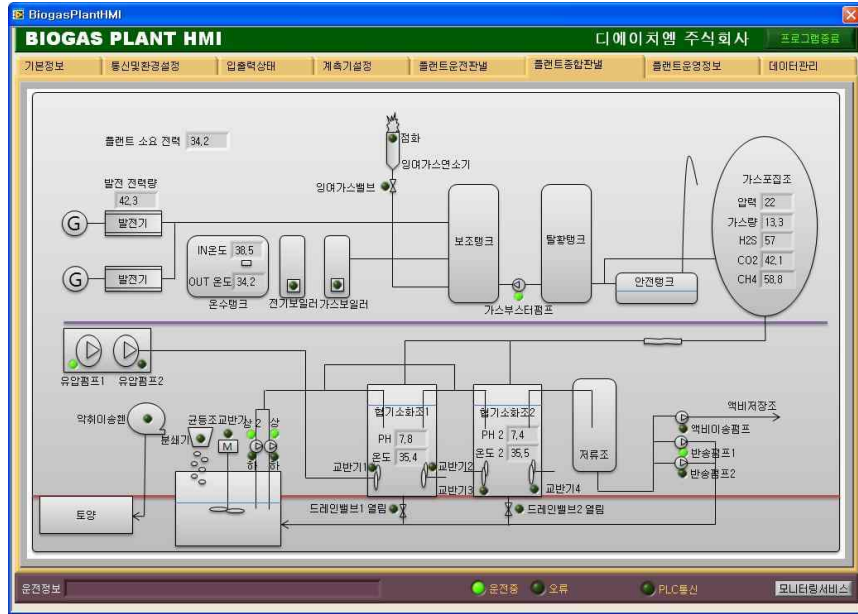 BiogasPlantHMI
BIOGAS PLANT HMI 디에이치엠 주식회사 프로그램종료
기본정보 통신및환경설정 입출력상태 계측기설정 플랜트운전판넬 플랜트종합판넬 플랜트운영정보 데이터관리
플랜트 소요 전력 34,2
점화
잉여가스연소기
잉여가스밸브
발전 전력량
42,3
G 발전기
G 발전기
IN온도 38,5
OUT 온도 34,2
온수탱크
전기보일러
가스보일러
보조탱크
가스부스터펌프
탈황탱크
안전탱크
가스포집조
압력 22
가스량 13,3
H2S 57
CO2 42,1
CH4 58,8
유압펌프1 유압펌프2
악취이송휀
분쇄기
균등조교반기
M
상 2 상
하 하
협기소화조1
PH 7,8
온도 35,4
교반기1
교반기2
협기소화조2
PH 2 7,4
온도 2 35,5
교반기3
교반기4
저류조
액비저장조
액비이송펌프
반송펌프1
반송펌프2
드레인밸브1 열림
드레인밸브2 열림
토양
운전정보 운전중 오류 PLC통신 모니터링서비스